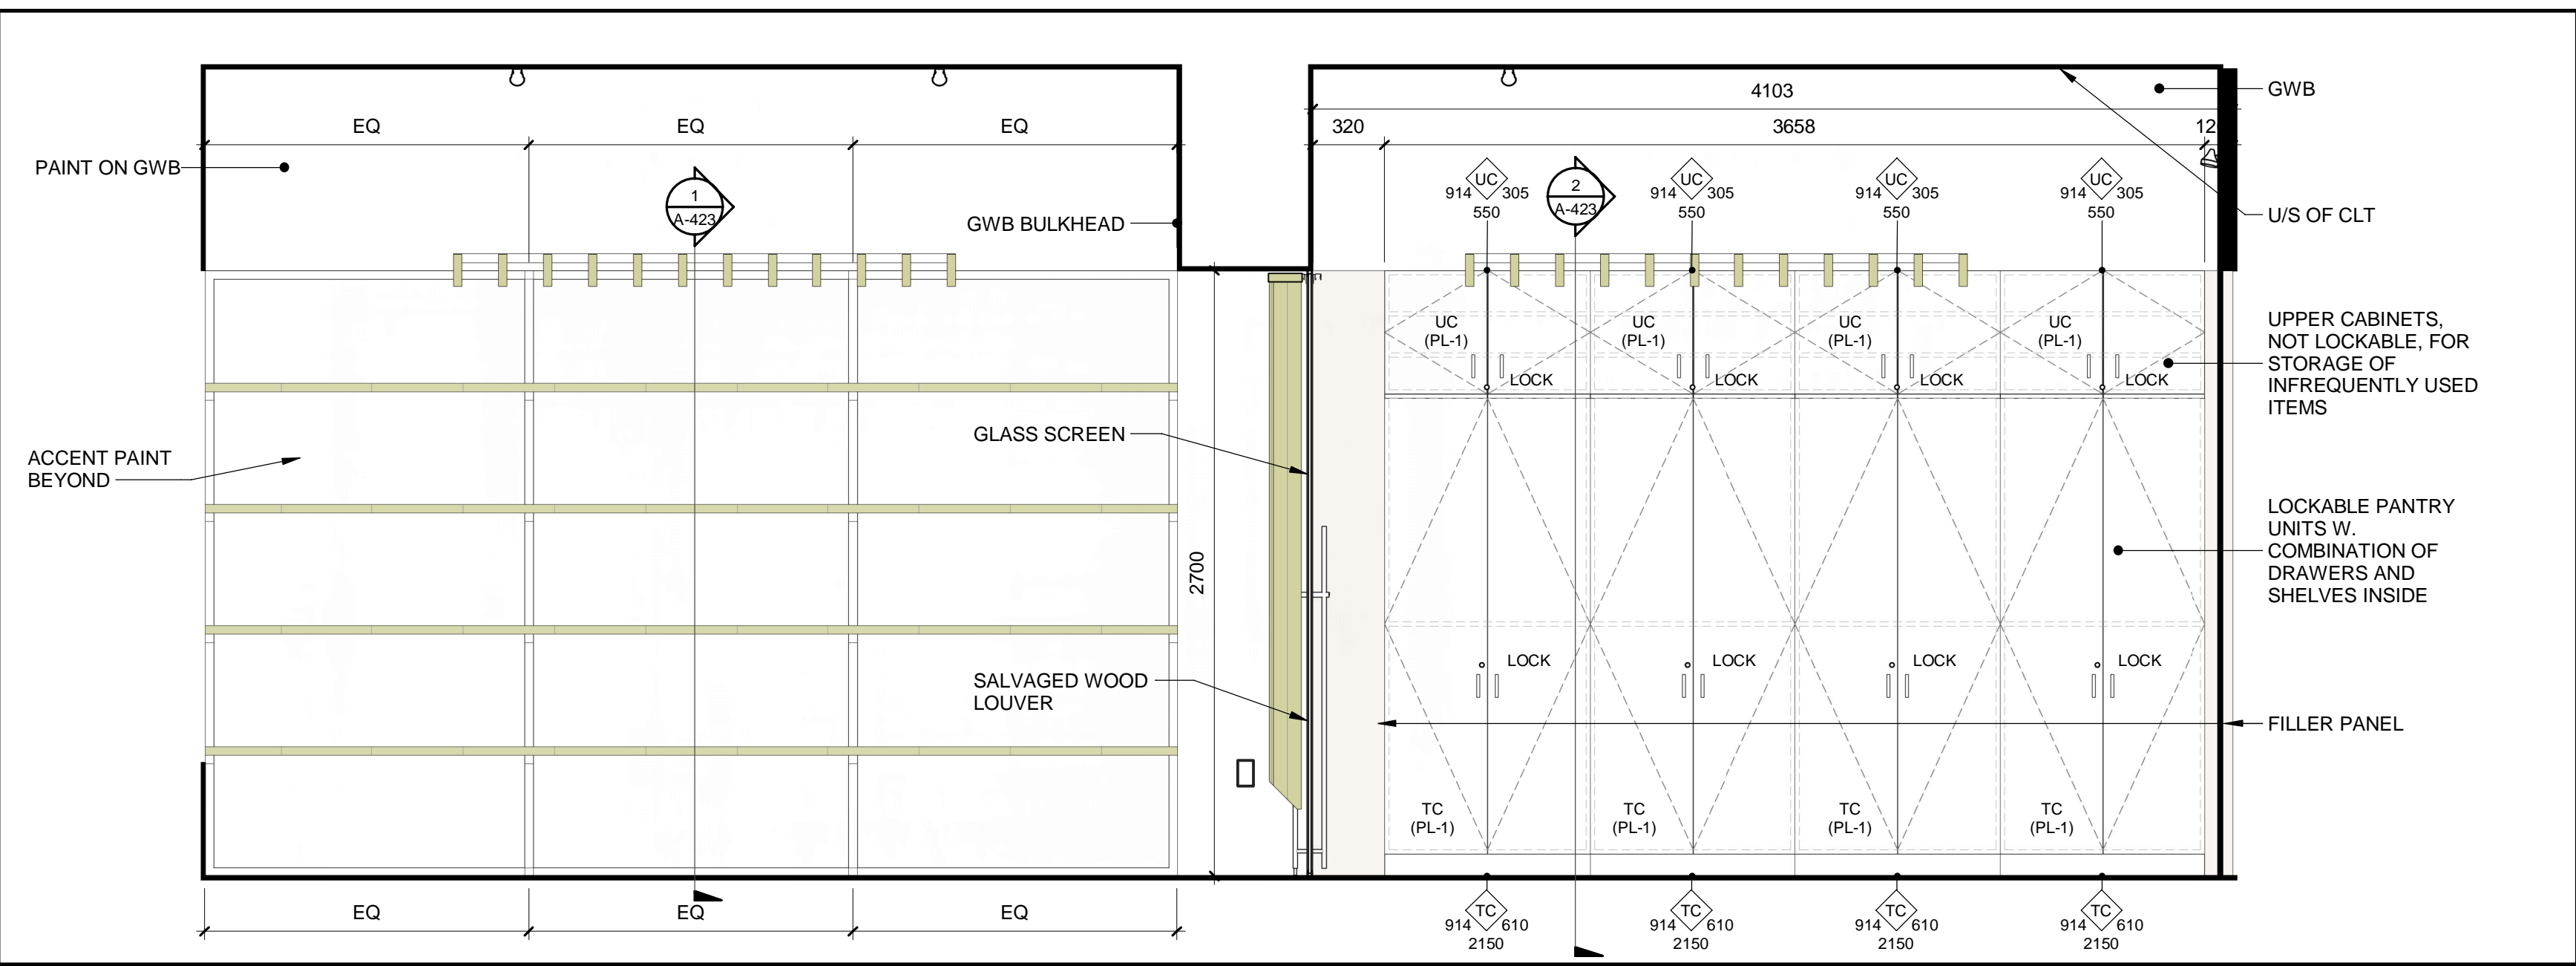 4103
GWB
EQ
EQ
EQ
320
3658
12
PAINT ON GWB
1
A-423
2
A-423
UC
914
305
550
UC
914
305
550
UC
914
305
550
UC
914
305
550
GWB BULKHEAD
U/S OF CLT
UC
(PL-1)
LOCK
UC
(PL-1)
LOCK
UC
(PL-1)
LOCK
UC
(PL-1)
LOCK
UPPER CABINETS,
NOT LOCKABLE, FOR
STORAGE OF
INFREQUENTLY USED
ITEMS
GLASS SCREEN
ACCENT PAINT
BEYOND
LOCKABLE PANTRY
UNITS W.
COMBINATION OF
DRAWERS AND
SHELVES INSIDE
2700
SALVAGED WOOD
LOUVER
LOCK
LOCK
LOCK
LOCK
FILLER PANEL
TC
(PL-1)
TC
(PL-1)
TC
(PL-1)
TC
(PL-1)
EQ
EQ
EQ
TC
914
610
2150
TC
914
610
2150
TC
914
610
2150
TC
914
610
2150